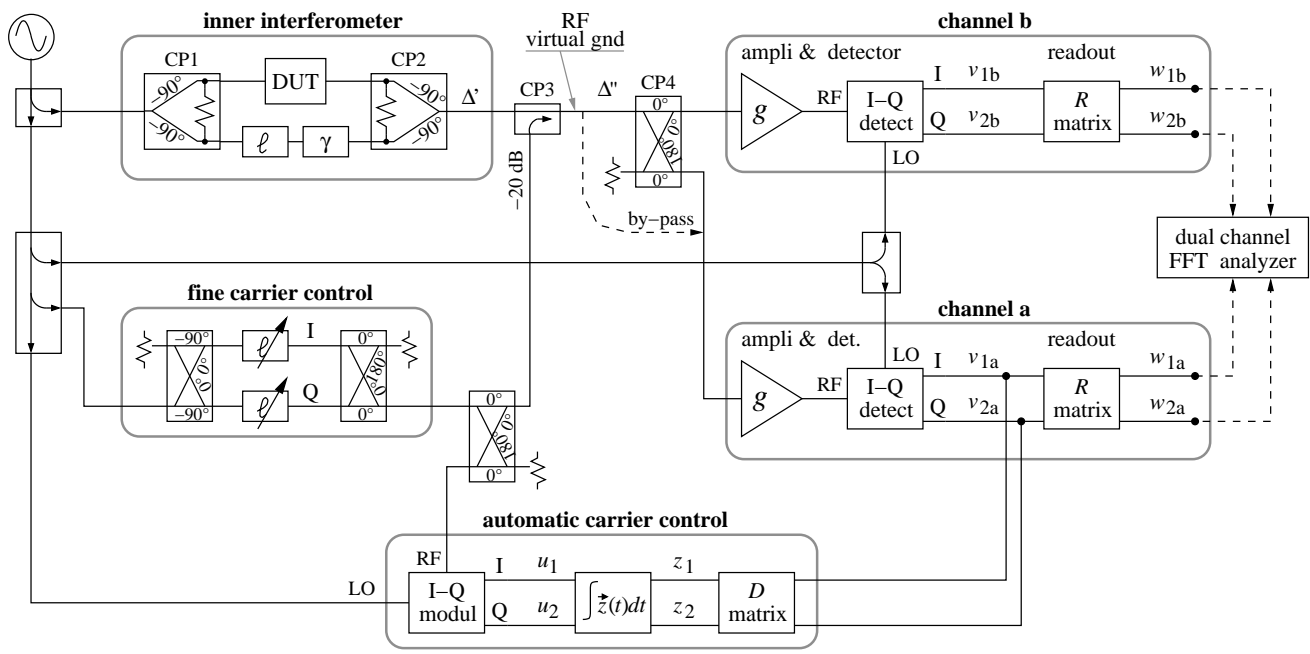 inner interferometer
CP1
−90°
−90°
DUT
ℓ
γ
CP2
−90°
−90°
Δ'
CP3
−20 dB
RF
virtual gnd
Δ"
CP4
0°
0°
180°
0°
by−pass
channel b
ampli & detector
readout
g
RF
I−Q
detect
LO
I
Q
v1b
v2b
R
matrix
w1b
w2b
dual channel
FFT analyzer
fine carrier control
−90°
0°
0°
−90°
ℓ
I
ℓ
Q
0°
180°
0°
0°
0°
0°
180°
0°
channel a
ampli & det.
readout
g
RF
LO
I−Q
detect
I
Q
v1a
v2a
R
matrix
w1a
w2a
automatic carrier control
LO
RF
I−Q
modul
I
Q
u1
u2
∫z⃗(t)dt
z1
z2
D
matrix